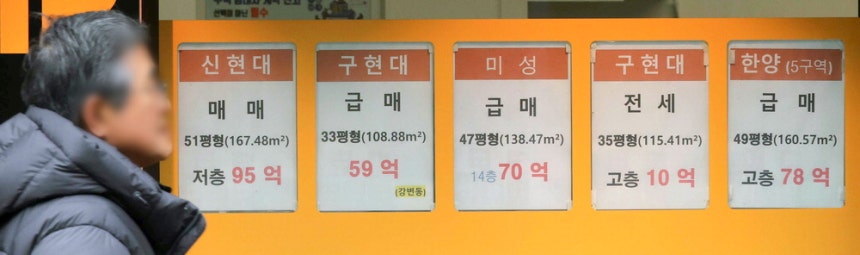 필수
신현대
매 매
51평형(167.48m²)
저층 95 억
구현대
급 매
33평형(108.88m²)
59 억
(강변동)
미 성
급 매
47평형(138.47m²)
14층 70 억
구현대
전 세
35평형(115.41m²)
고층 10 억
한양 (5구역)
급 매
49평형(160.57m²)
고층 78 억